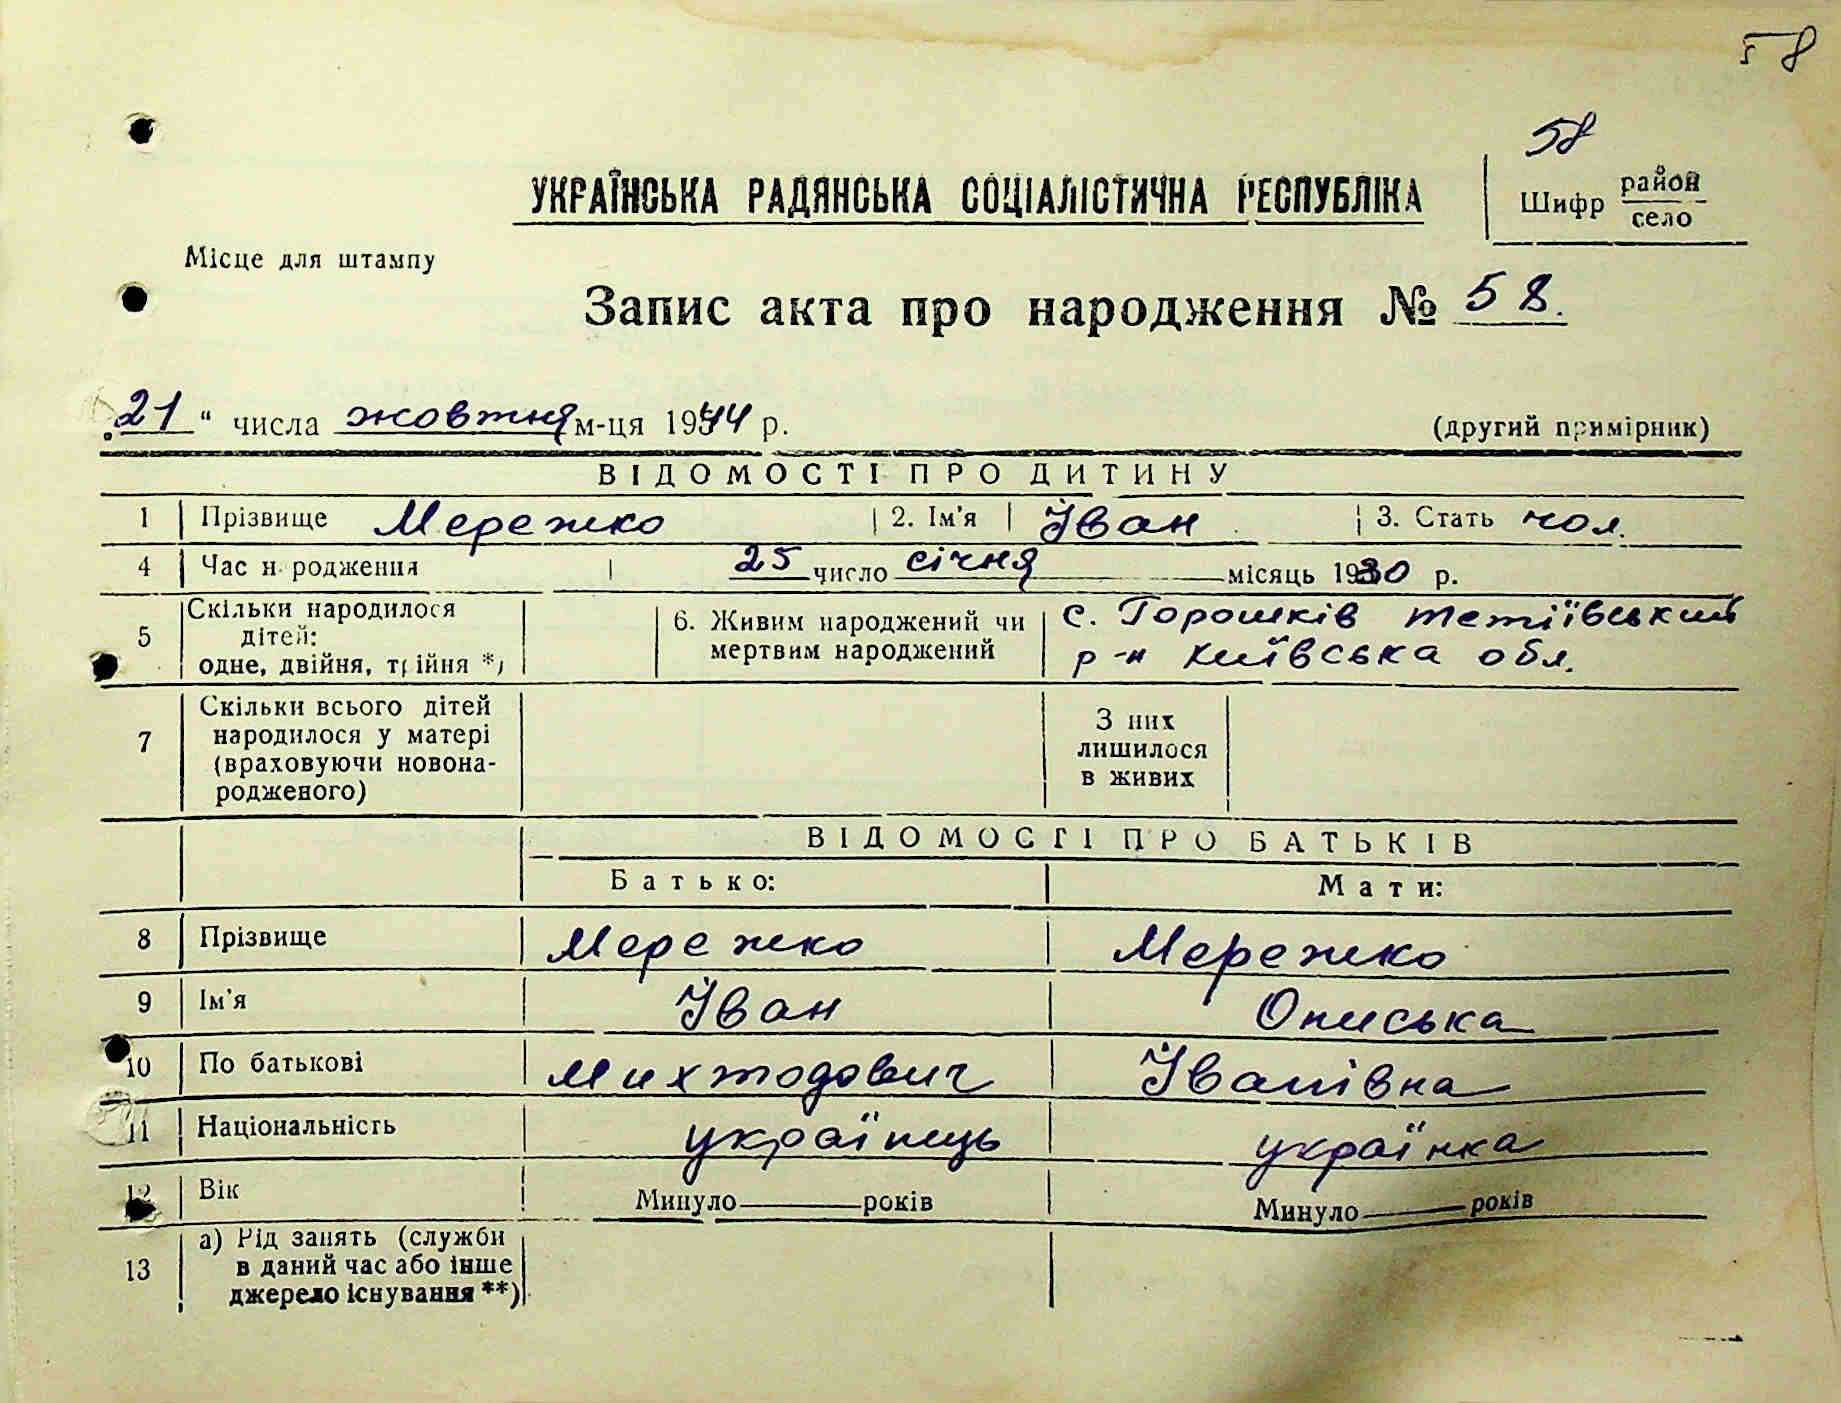 58
58
УКРАЇНСЬКА РАДЯНСЬКА СОЦІАЛІСТИЧНА РЕСПУБЛІКА
Шифр район
село
Місце для штампу
Запис акта про народження № 58.
„21“ числа жовтня м-ця 1944 р.
(другий примірник)
ВІДОМОСТІ ПРО ДИТИНУ
1 Прізвище Мережко 2. Ім'я Іван 3. Стать чол.
4 Час народження 25 число січня місяць 1930 р.
5 Скільки народилося дітей: одне, двійня, трійня *)
6. Живим народжений чи мертвим народжений
с. Горошків Тетіївський
р-н Київська обл.
7 Скільки всього дітей народилося у матері (враховуючи новонародженого)
З них лишилося в живих
ВІДОМОСТІ ПРО БАТЬКІВ
Батько: Мати:
8 Прізвище Мережко Мережко
9 Ім'я Іван Ониська
10 По батькові Михтодович Іванівна
11 Національність українець українка
12 Вік Минуло років Минуло років
13 а) Рід занять (служби в даний час або інше джерело існування **)